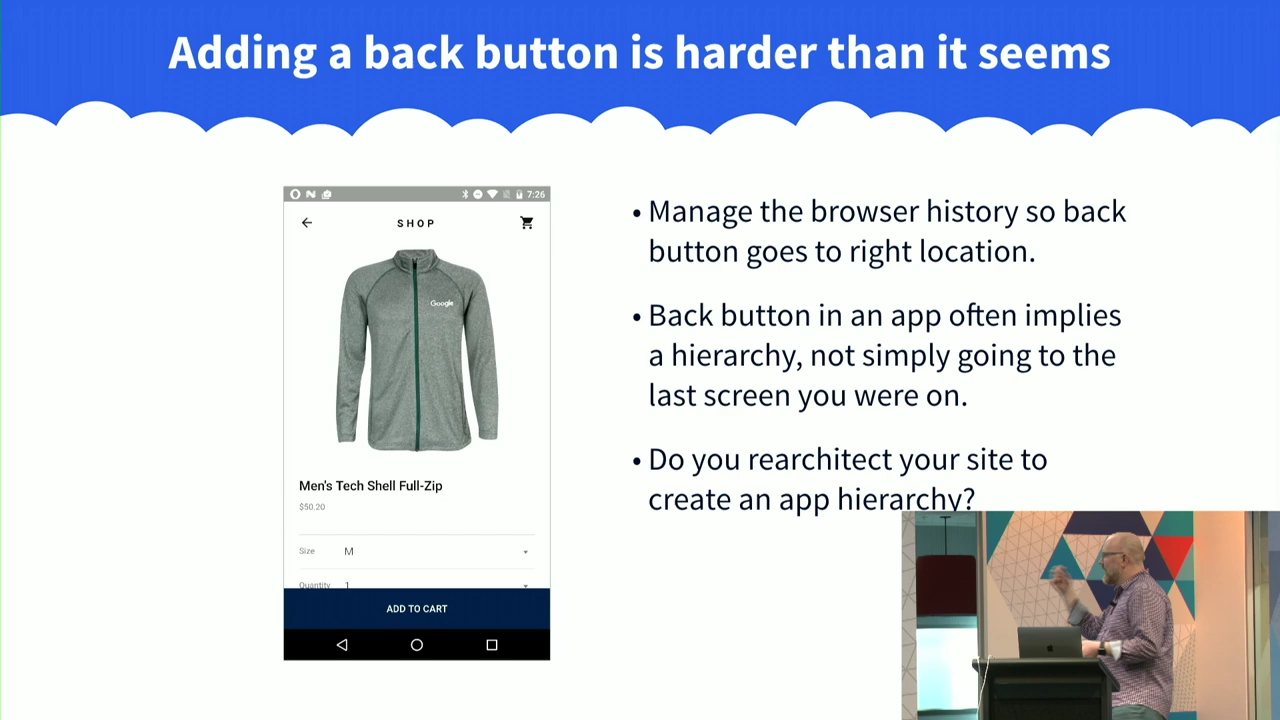 Adding a back button is harder than it seems
7:26
SHOP
Google
Men's Tech Shell Full-Zip
$50.20
Size M
Quantity 1
ADD TO CART
• Manage the browser history so back
button goes to right location.
• Back button in an app often implies
a hierarchy, not simply going to the
last screen you were on.
• Do you rearchitect your site to
create an app hierarchy?